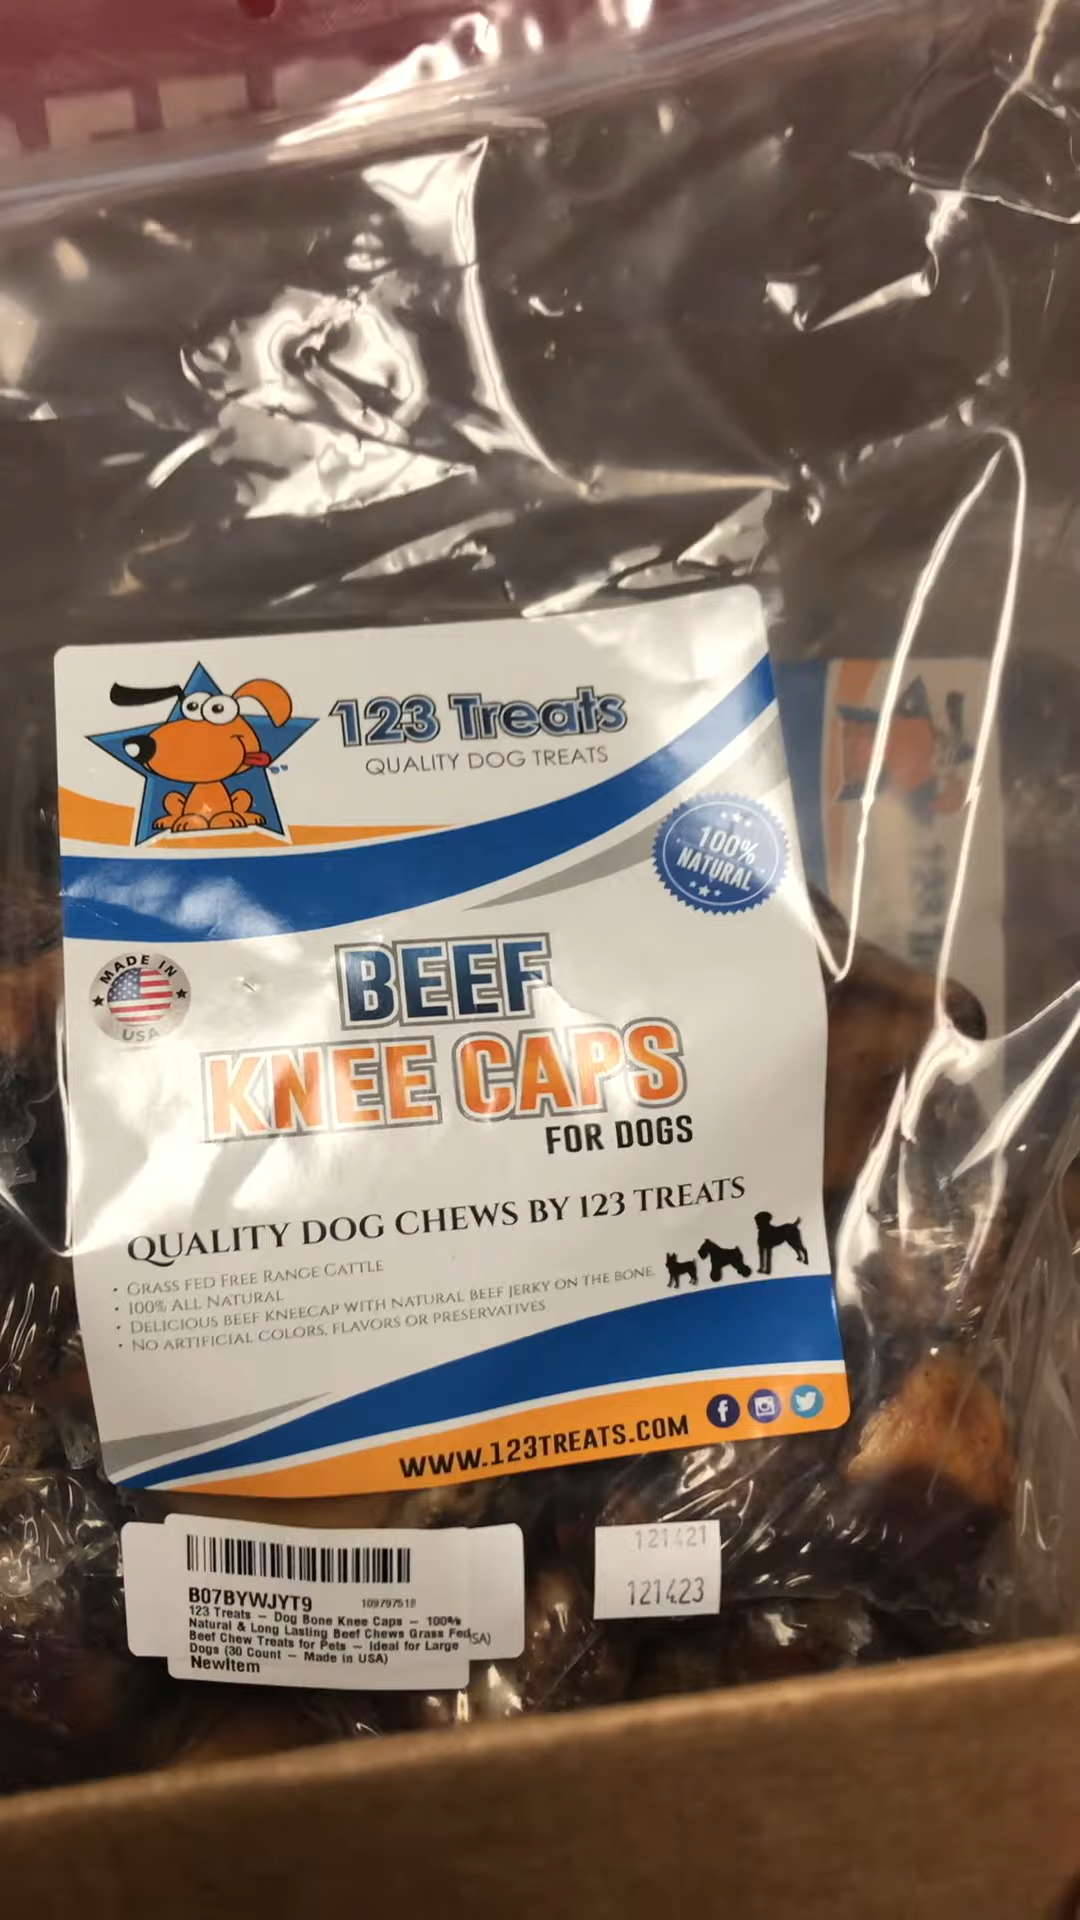 123 Treats
QUALITY DOG TREATS
100%
NATURAL
MADE IN
USA
BEEF
KNEE CAPS
FOR DOGS
QUALITY DOG CHEWS BY 123 TREATS
• GRASS FED FREE RANGE CATTLE
• 100% ALL NATURAL
• DELICIOUS BEEF KNEECAP WITH NATURAL BEEF JERKY ON THE BONE
• NO ARTIFICIAL COLORS, FLAVORS OR PRESERVATIVES
WWW.123TREATS.COM
B07BYWJYT9 109797518
123 Treats – Dog Bone Knee Caps – 100%
Natural & Long Lasting Beef Chews Grass Fed
Beef Chew Treats for Pets – Ideal for Large
Dogs (30 Count – Made in USA)
NewItem
SA)
121421
121423